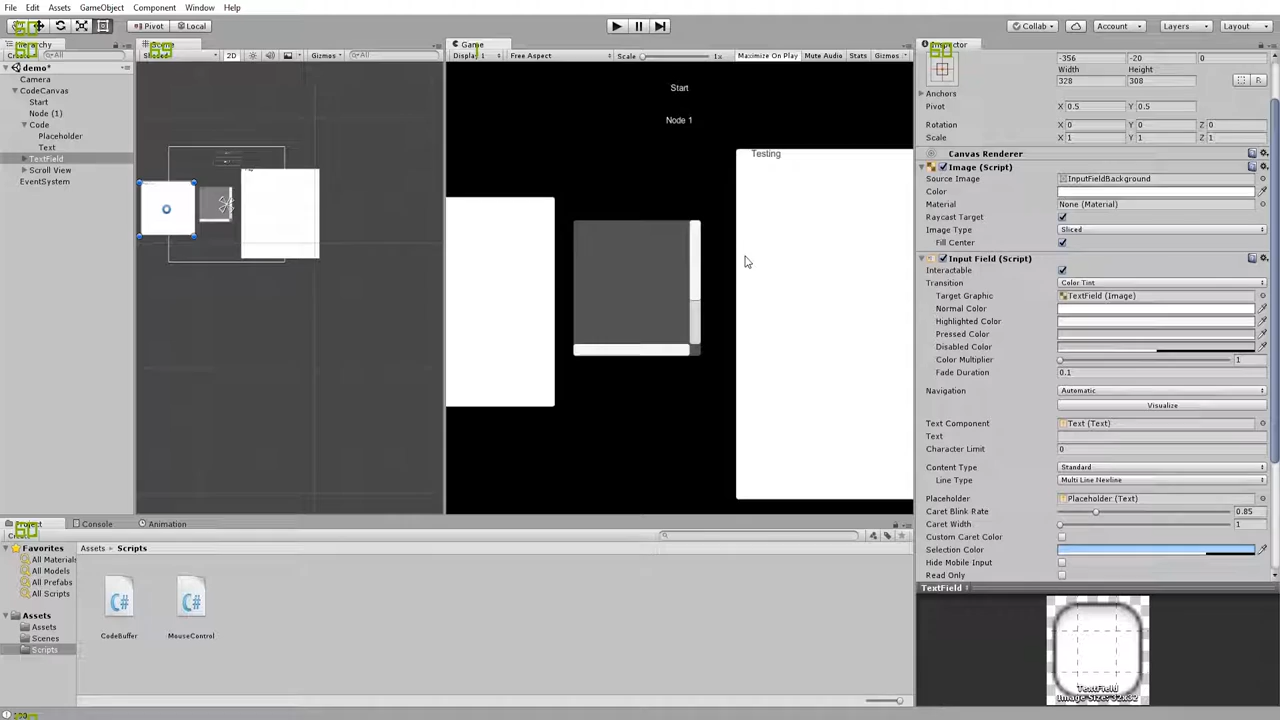 File Edit Assets GameObject Component Window Help
Pivot Local
Collab Account Layers Layout
Hierarchy
Game
Inspector
2D Gizmos All
Display 1 Free Aspect Scale 1x Maximize On Play Mute Audio Stats Gizmos
demo*
Camera
CodeCanvas
Start
Node (1)
Code
Placeholder
Text
TextField
Scroll View
EventSystem
Start
Node 1
Testing
-356 -20 0
Width Height
328 308
R
Anchors
Pivot X 0.5 Y 0.5
Rotation X 0 Y 0 Z 0
Scale X 1 Y 1 Z 1
Canvas Renderer
Image (Script)
Source Image InputFieldBackground
Color
Material None (Material)
Raycast Target
Image Type Sliced
Fill Center
Input Field (Script)
Interactable
Transition Color Tint
Target Graphic TextField (Image)
Normal Color
Highlighted Color
Pressed Color
Disabled Color
Color Multiplier 1
Fade Duration 0.1
Navigation Automatic
Visualize
Text Component Text (Text)
Text
Character Limit 0
Content Type Standard
Line Type Multi Line Newline
Placeholder Placeholder (Text)
Caret Blink Rate 0.85
Caret Width 1
Custom Caret Color
Selection Color
Hide Mobile Input
Read Only
TextField
TextField
Image Size: 32x32
Project Console Animation
Favorites
All Materials
All Models
All Prefabs
All Scripts
Assets
Assets
Scenes
Scripts
Assets > Scripts
C# C#
CodeBuffer MouseControl